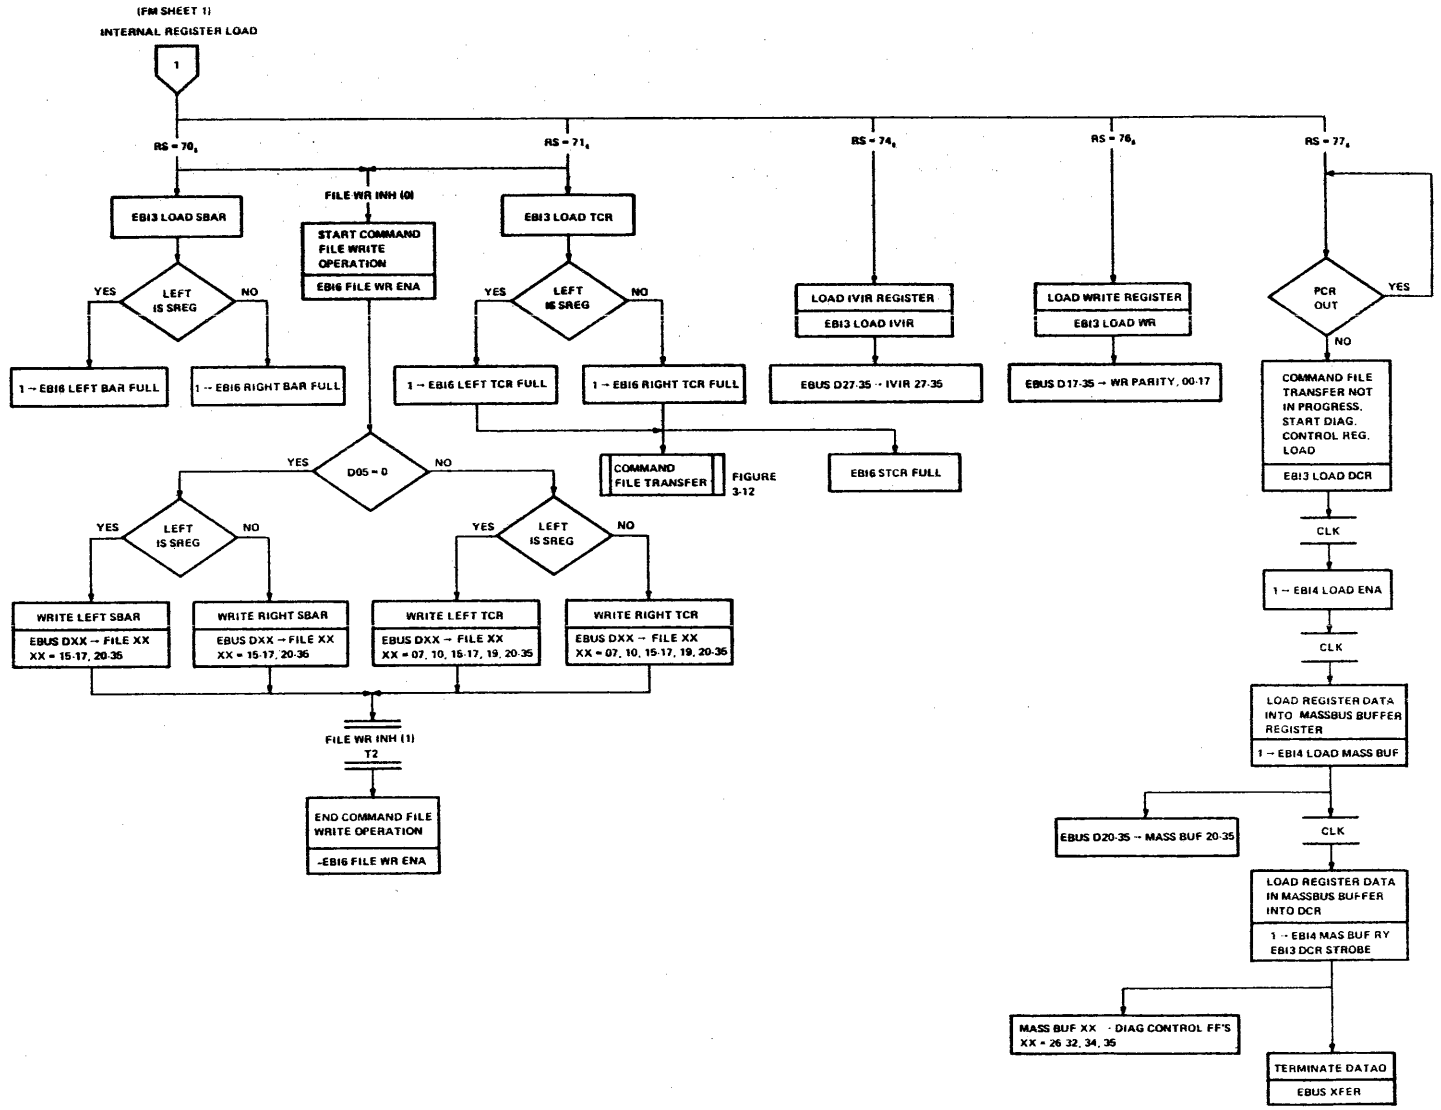 (FM SHEET 1)
INTERNAL REGISTER LOAD
1
RS = 70₈
RS = 71₈
RS = 74₈
RS = 76₈
RS = 77₈
EBI3 LOAD SBAR
FILE WR INH (0)
START COMMAND
FILE WRITE
OPERATION
EBI6 FILE WR ENA
EBI3 LOAD TCR
YES
LEFT
IS SREG
NO
YES
LEFT
IS SREG
NO
LOAD IVIR REGISTER
EBI3 LOAD IVIR
LOAD WRITE REGISTER
EBI3 LOAD WR
PCR
OUT
YES
NO
1 → EBI6 LEFT BAR FULL
1 → EBI6 RIGHT BAR FULL
1 → EBI6 LEFT TCR FULL
1 → EBI6 RIGHT TCR FULL
EBUS D27-35 → IVIR 27-35
EBUS D17-35 → WR PARITY, 00-17
COMMAND FILE
TRANSFER NOT
IN PROGRESS,
START DIAG.
CONTROL REG.
LOAD
EBI3 LOAD DCR
YES
D05 = 0
NO
COMMAND
FILE TRANSFER
FIGURE
3-12
EBI6 STCR FULL
YES
LEFT
IS SREG
NO
YES
LEFT
IS SREG
NO
CLK
1 → EBI4 LOAD ENA
CLK
WRITE LEFT SBAR
EBUS DXX → FILE XX
XX = 15-17, 20-35
WRITE RIGHT SBAR
EBUS DXX → FILE XX
XX = 15-17, 20-35
WRITE LEFT TCR
EBUS DXX → FILE XX
XX = 07, 10, 15-17, 19, 20-35
WRITE RIGHT TCR
EBUS DXX → FILE XX
XX = 07, 10, 15-17, 19, 20-35
FILE WR INH (1)
T2
END COMMAND FILE
WRITE OPERATION
-EBI6 FILE WR ENA
LOAD REGISTER DATA
INTO MASSBUS BUFFER
REGISTER
1 → EBI4 LOAD MASS BUF
EBUS D20-35 → MASS BUF 20-35
CLK
LOAD REGISTER DATA
IN MASSBUS BUFFER
INTO DCR
1 → EBI4 MAS BUF RY
EBI3 DCR STROBE
MASS BUF XX → DIAG CONTROL FF'S
XX = 26 32, 34, 35
TERMINATE DATAO
EBUS XFER